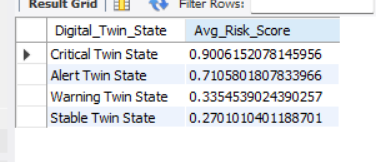 Result Grid Filter Rows:
Digital_Twin_State Avg_Risk_Score
Critical Twin State 0.9006152078145956
Alert Twin State 0.7105801807833966
Warning Twin State 0.3354539024390257
Stable Twin State 0.2701010401188701